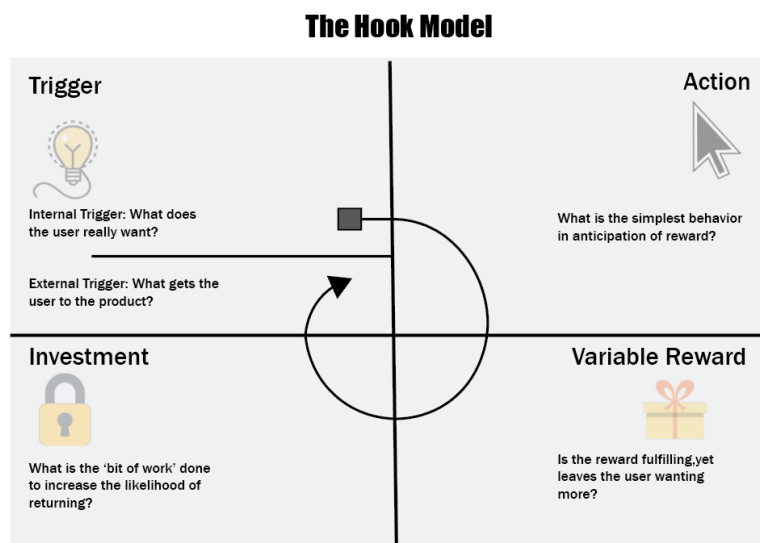 The Hook Model
Trigger
Internal Trigger: What does
the user really want?
External Trigger: What gets the
user to the product?
Action
What is the simplest behavior
in anticipation of reward?
Investment
What is the ‘bit of work’ done
to increase the likelihood of
returning?
Variable Reward
Is the reward fulfilling,yet
leaves the user wanting
more?